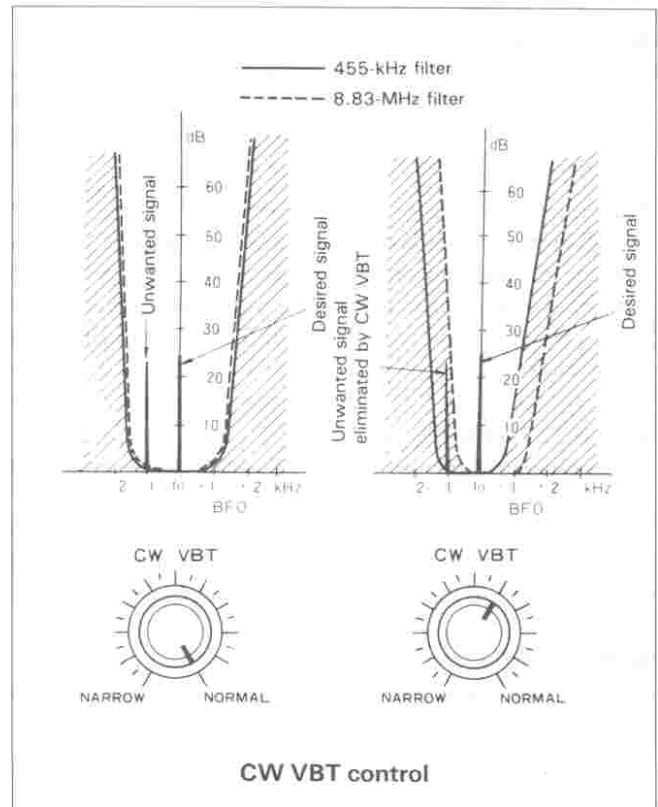 455-kHz filter
8.83-MHz filter
dB
60
50
40
30
20
10
Unwanted signal
Desired signal
2 1 f0 1 2 kHz
BFO
dB
60
50
40
30
20
10
Unwanted signal
eliminated by CW VBT
Desired signal
2 1 f0 1 2 kHz
BFO
CW VBT
NARROW NORMAL
CW VBT
NARROW NORMAL
CW VBT control